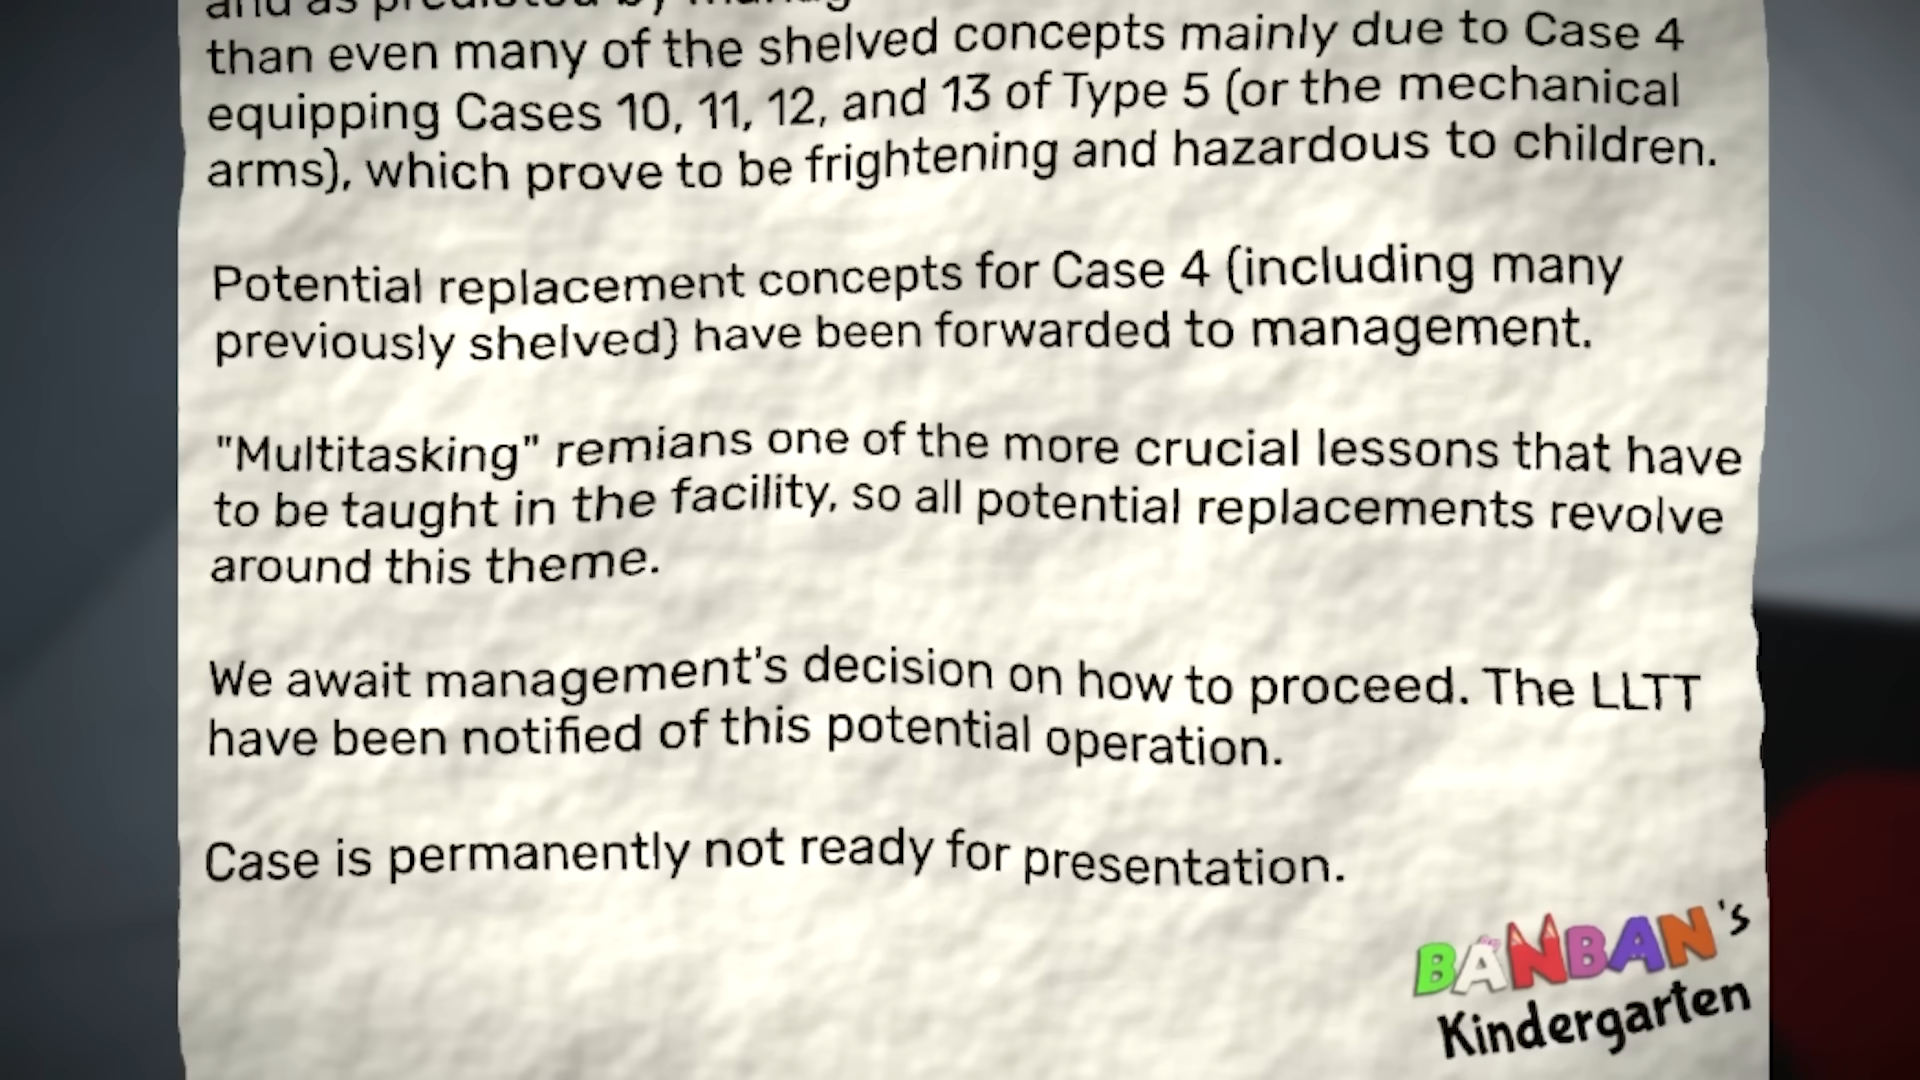 and as predicted by manag
than even many of the shelved concepts mainly due to Case 4
equipping Cases 10, 11, 12, and 13 of Type 5 (or the mechanical
arms), which prove to be frightening and hazardous to children.
Potential replacement concepts for Case 4 (including many
previously shelved) have been forwarded to management.
"Multitasking" remians one of the more crucial lessons that have
to be taught in the facility, so all potential replacements revolve
around this theme.
We await management's decision on how to proceed. The LLTT
have been notified of this potential operation.
Case is permanently not ready for presentation.
BANBAN's
Kindergarten